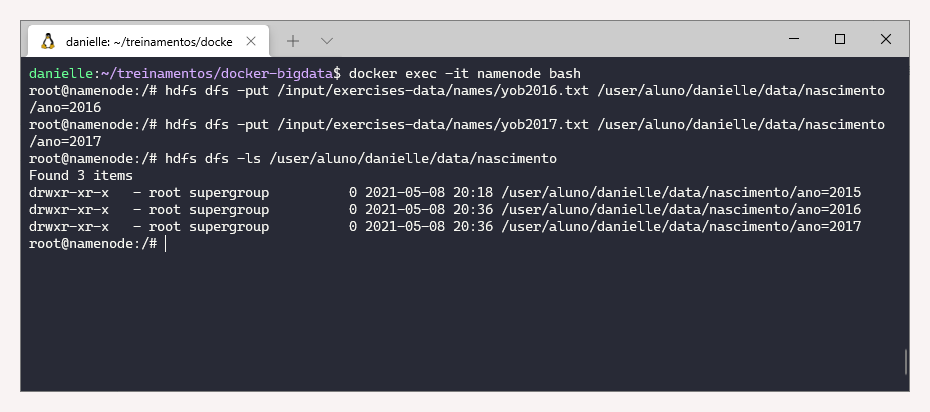 danielle: ~/treinamentos/docke
danielle:~/treinamentos/docker-bigdata$ docker exec -it namenode bash
root@namenode:/# hdfs dfs -put /input/exercises-data/names/yob2016.txt /user/aluno/danielle/data/nascimento
/ano=2016
root@namenode:/# hdfs dfs -put /input/exercises-data/names/yob2017.txt /user/aluno/danielle/data/nascimento
/ano=2017
root@namenode:/# hdfs dfs -ls /user/aluno/danielle/data/nascimento
Found 3 items
drwxr-xr-x   - root supergroup          0 2021-05-08 20:18 /user/aluno/danielle/data/nascimento/ano=2015
drwxr-xr-x   - root supergroup          0 2021-05-08 20:36 /user/aluno/danielle/data/nascimento/ano=2016
drwxr-xr-x   - root supergroup          0 2021-05-08 20:36 /user/aluno/danielle/data/nascimento/ano=2017
root@namenode:/#